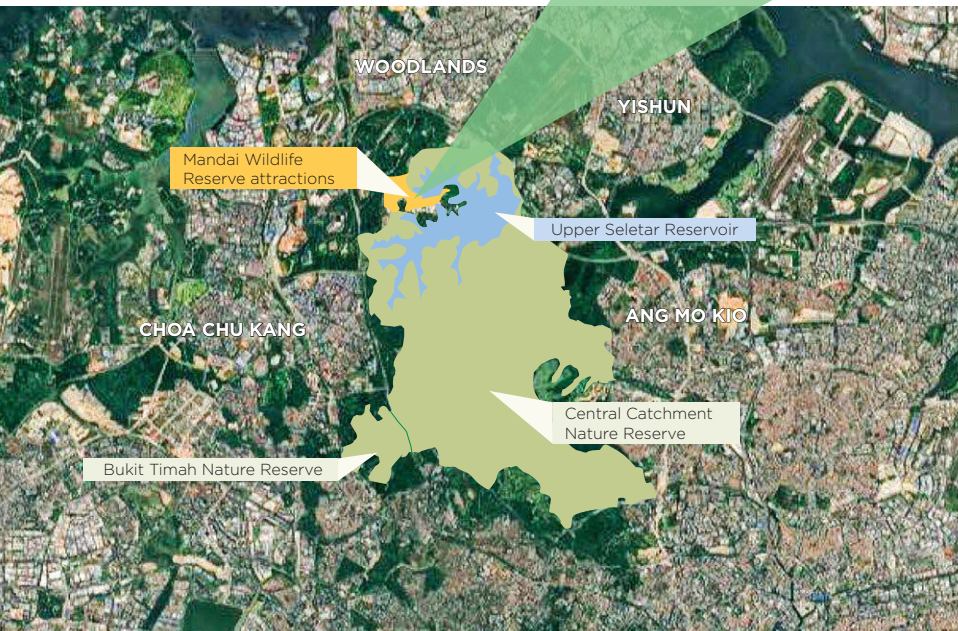 WOODLANDS
YISHUN
Mandai Wildlife
Reserve attractions
Upper Seletar Reservoir
CHOA CHU KANG
ANG MO KIO
Central Catchment
Nature Reserve
Bukit Timah Nature Reserve